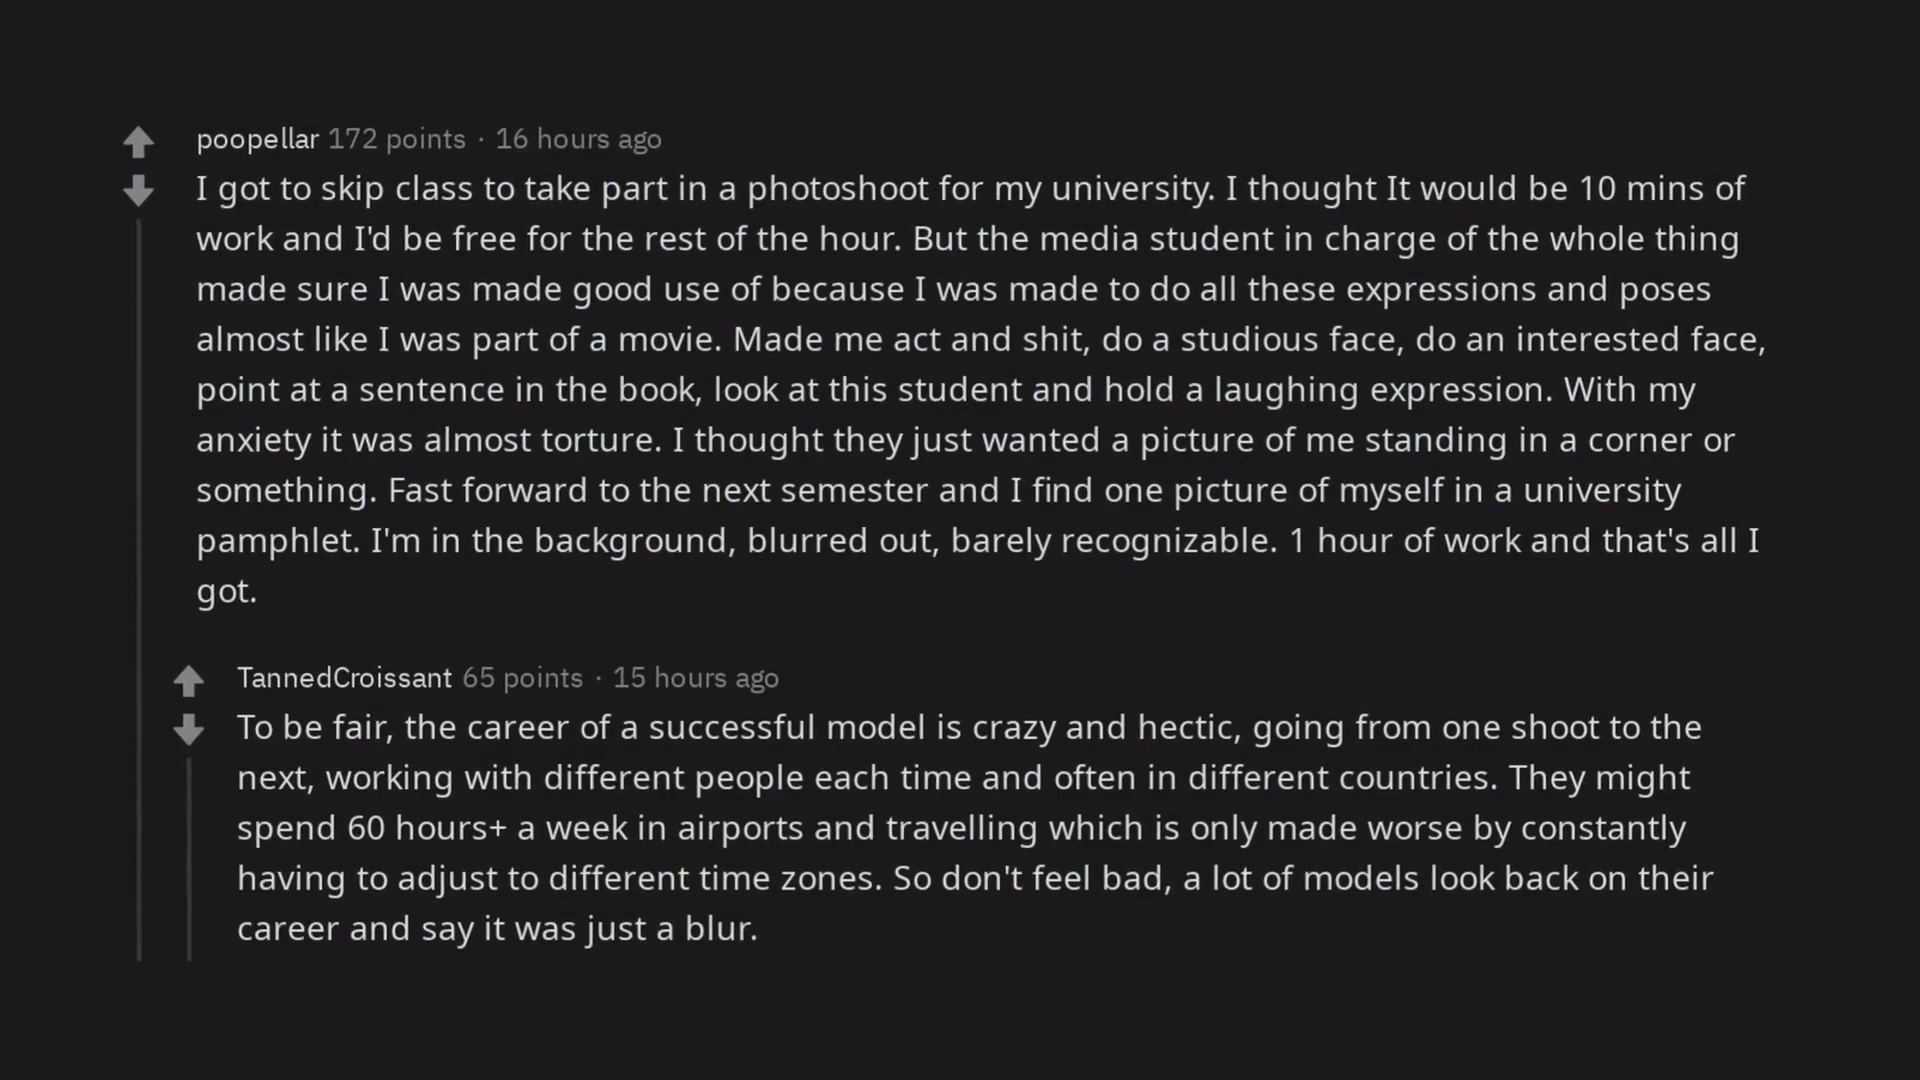 poopellar 172 points · 16 hours ago
I got to skip class to take part in a photoshoot for my university. I thought It would be 10 mins of
work and I'd be free for the rest of the hour. But the media student in charge of the whole thing
made sure I was made good use of because I was made to do all these expressions and poses
almost like I was part of a movie. Made me act and shit, do a studious face, do an interested face,
point at a sentence in the book, look at this student and hold a laughing expression. With my
anxiety it was almost torture. I thought they just wanted a picture of me standing in a corner or
something. Fast forward to the next semester and I find one picture of myself in a university
pamphlet. I'm in the background, blurred out, barely recognizable. 1 hour of work and that's all I
got.
TannedCroissant 65 points · 15 hours ago
To be fair, the career of a successful model is crazy and hectic, going from one shoot to the
next, working with different people each time and often in different countries. They might
spend 60 hours+ a week in airports and travelling which is only made worse by constantly
having to adjust to different time zones. So don't feel bad, a lot of models look back on their
career and say it was just a blur.